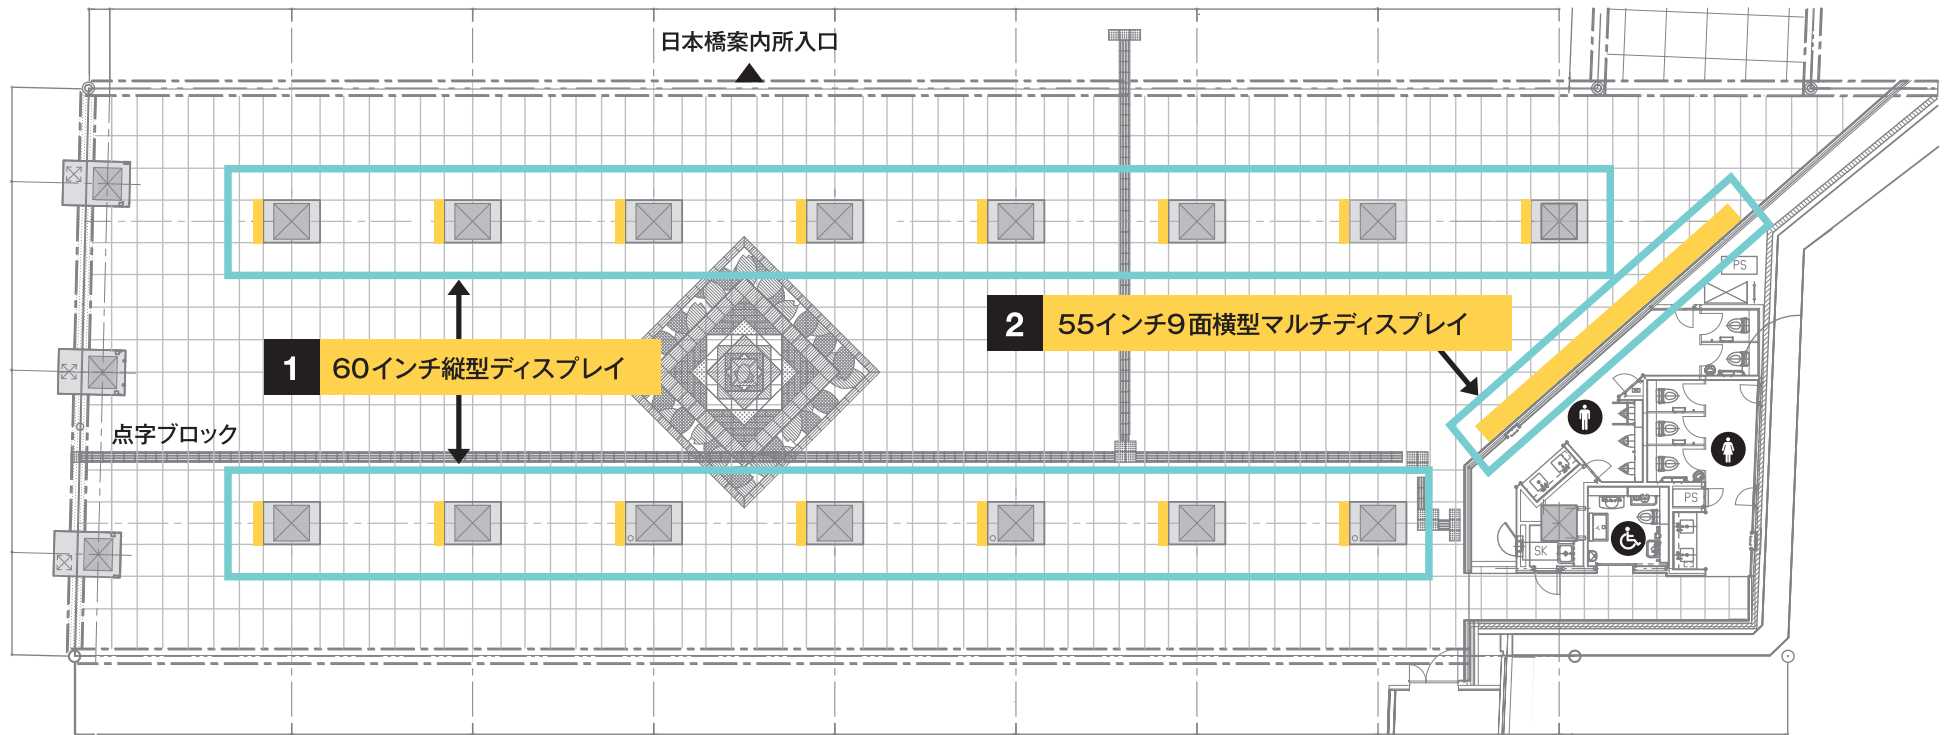 日本橋案内所入口
PS
2 55インチ9面横型マルチディスプレイ
1 60インチ縦型ディスプレイ
点字ブロック
PS
SK